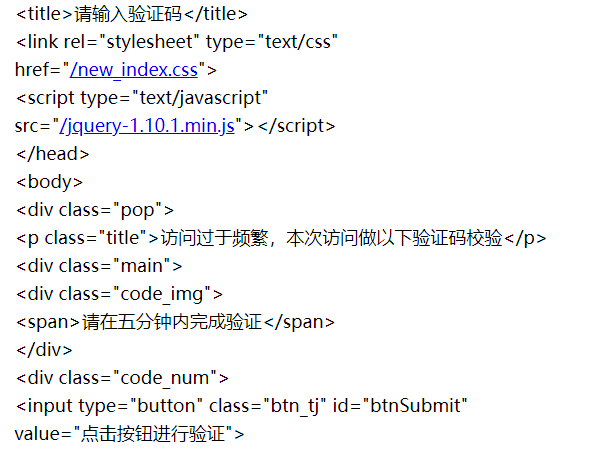 <title>请输入验证码</title>
<link rel="stylesheet" type="text/css"
href="/new_index.css">
<script type="text/javascript"
src="/jquery-1.10.1.min.js"></script>
</head>
<body>
<div class="pop">
<p class="title">访问过于频繁，本次访问做以下验证码校验</p>
<div class="main">
<div class="code_img">
<span>请在五分钟内完成验证</span>
</div>
<div class="code_num">
<input type="button" class="btn_tj" id="btnSubmit"
value="点击按钮进行验证">